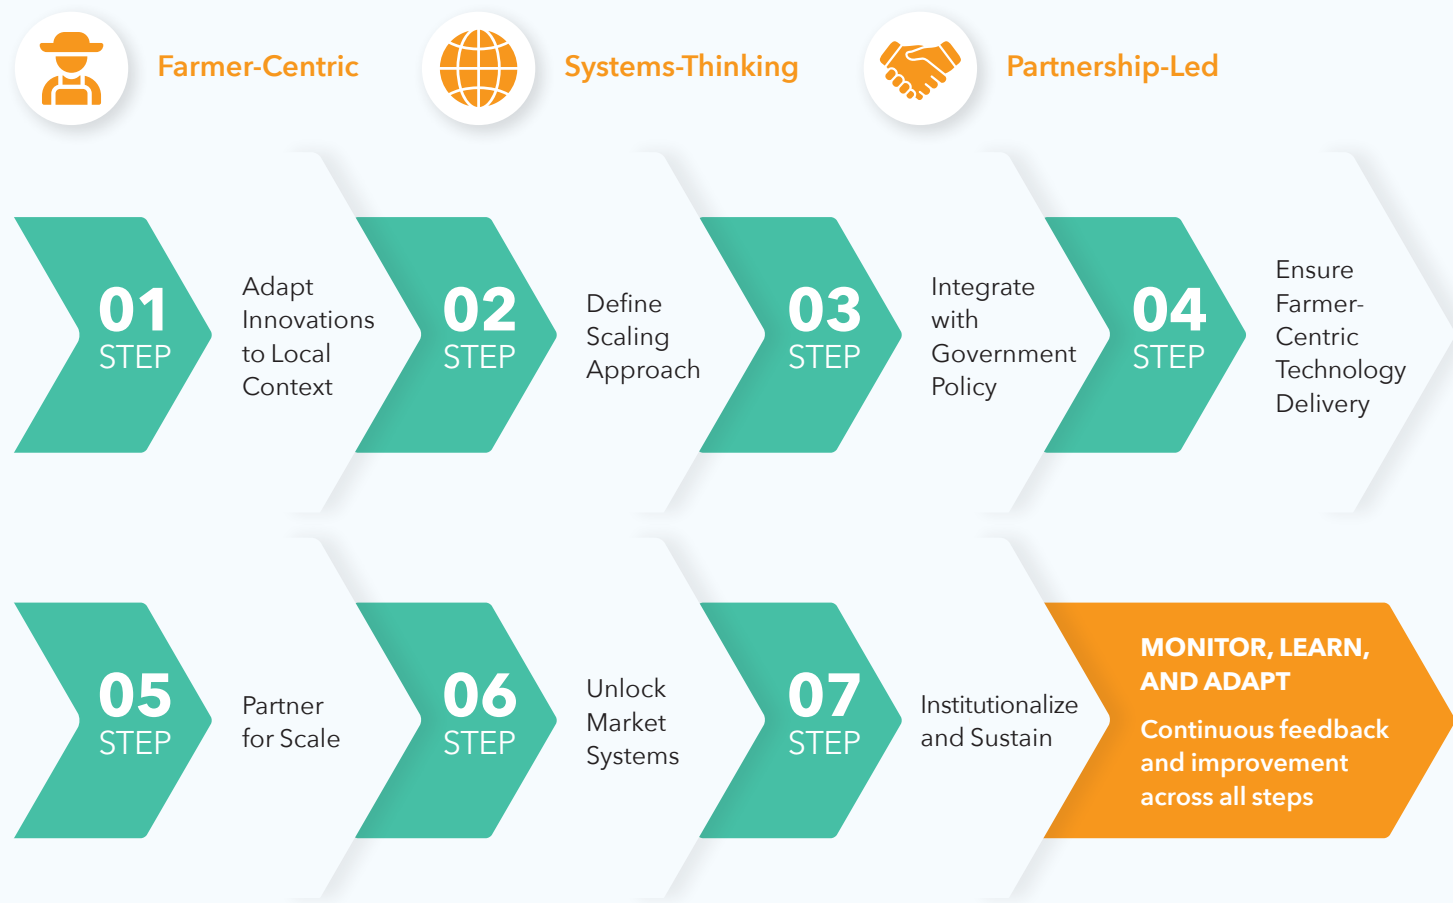 Farmer-Centric
Systems-Thinking
Partnership-Led
01
STEP
Adapt
Innovations
to Local
Context
02
STEP
Define
Scaling
Approach
03
STEP
Integrate
with
Government
Policy
04
STEP
Ensure
Farmer-
Centric
Technology
Delivery
05
STEP
Partner
for Scale
06
STEP
Unlock
Market
Systems
07
STEP
Institutionalize
and Sustain
MONITOR, LEARN,
AND ADAPT
Continuous feedback
and improvement
across all steps